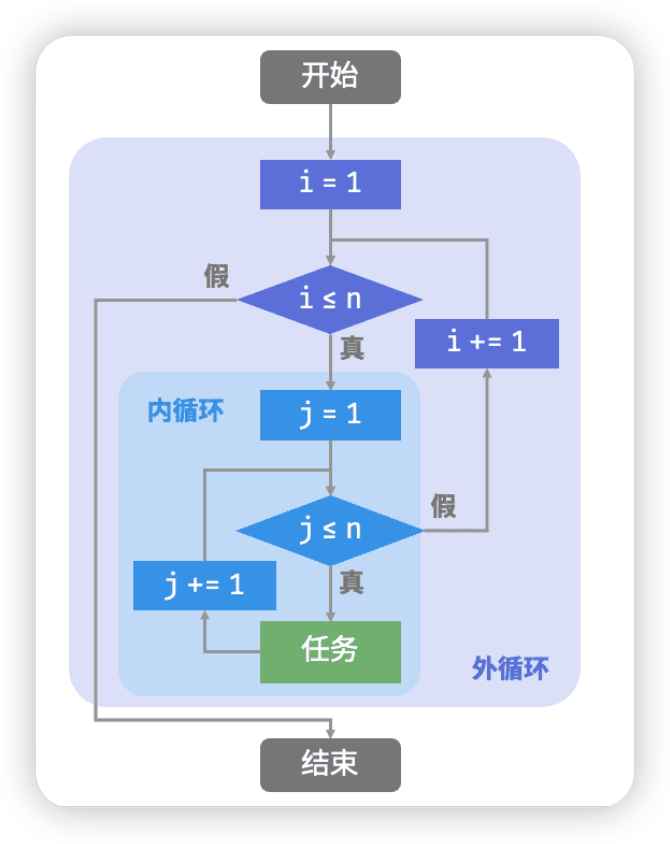 开始
i = 1
假
i ≤ n
真
i += 1
内循环
j = 1
假
j ≤ n
真
j += 1
任务
外循环
结束